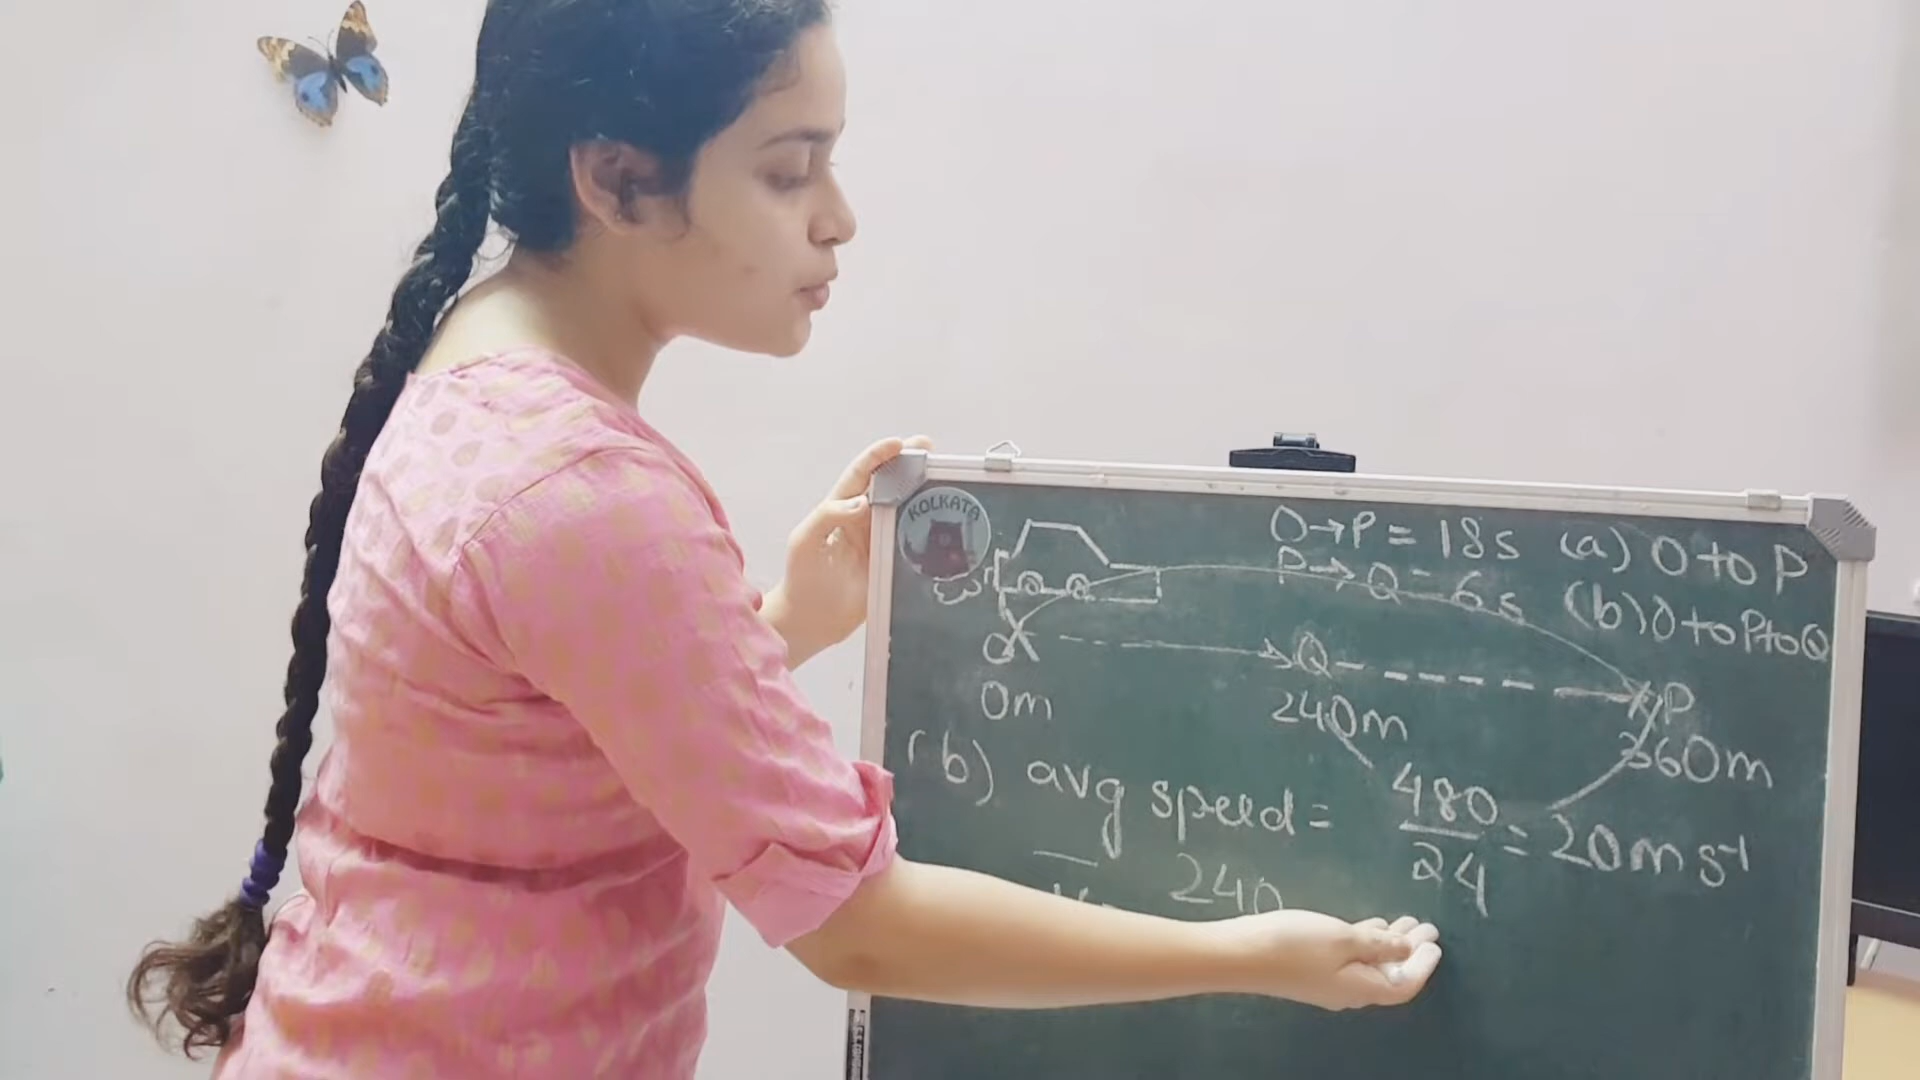 KOLKATA
O→P = 18s (a) O to P
P→Q = 6s (b) O to P to Q
O Q P
0m 240m 360m
(b) avg speed = 480/24 = 20 m s⁻¹
240